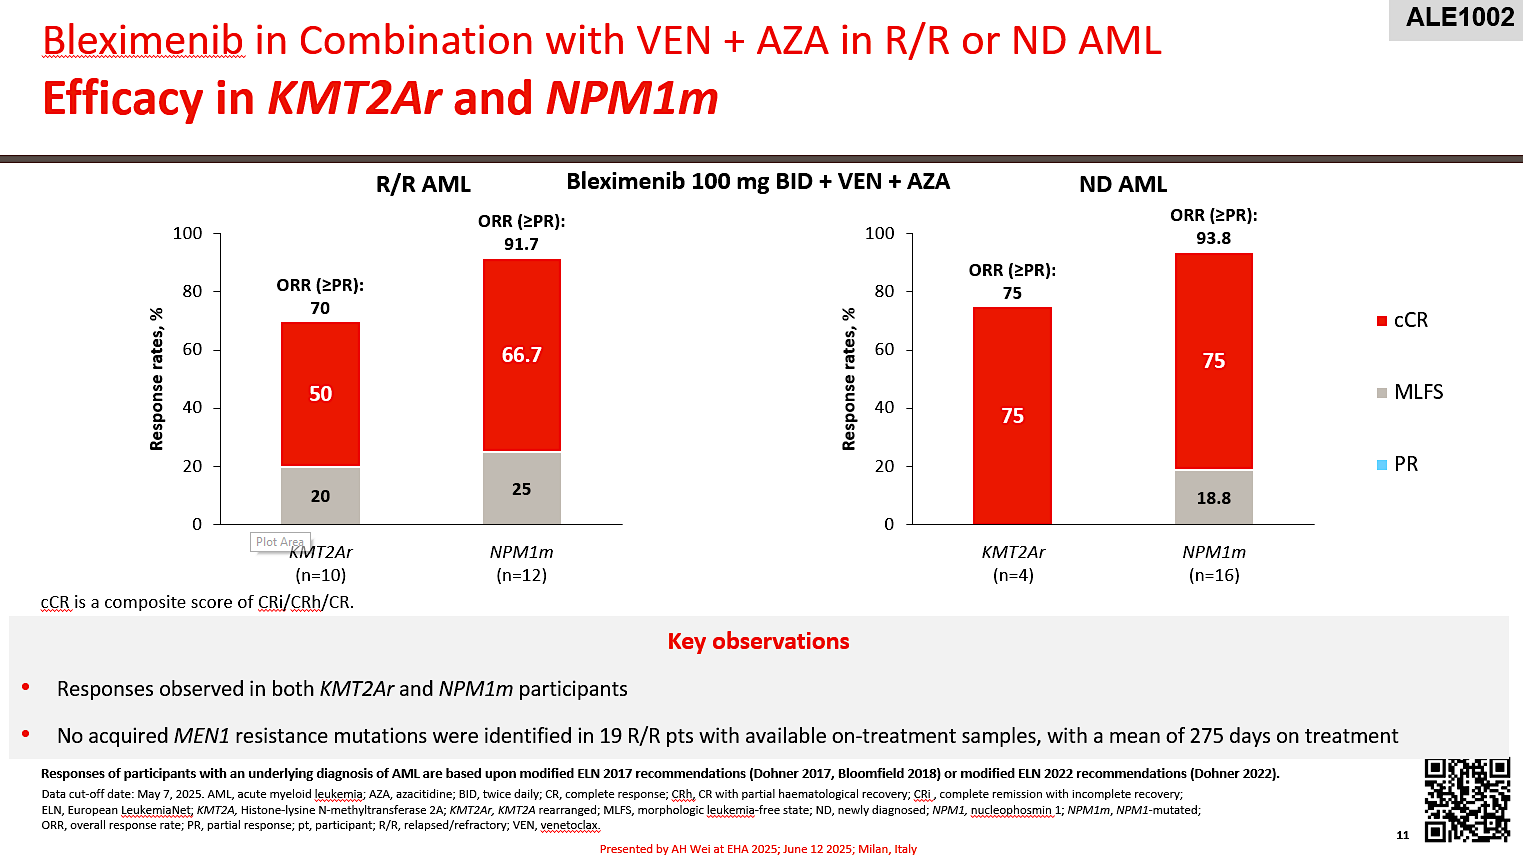 ALE1002
Bleximenib in Combination with VEN + AZA in R/R or ND AML
Efficacy in KMT2Ar and NPM1m
R/R AML
Bleximenib 100 mg BID + VEN + AZA
ND AML
Response rates, %
100
80
60
40
20
0
ORR (≥PR):
70
50
20
ORR (≥PR):
91.7
66.7
25
Plot Area
KMT2Ar
(n=10)
NPM1m
(n=12)
Response rates, %
100
80
60
40
20
0
ORR (≥PR):
75
75
ORR (≥PR):
93.8
75
18.8
KMT2Ar
(n=4)
NPM1m
(n=16)
cCR
MLFS
PR
cCR is a composite score of CRi/CRh/CR.
Key observations
• Responses observed in both KMT2Ar and NPM1m participants
• No acquired MEN1 resistance mutations were identified in 19 R/R pts with available on-treatment samples, with a mean of 275 days on treatment
Responses of participants with an underlying diagnosis of AML are based upon modified ELN 2017 recommendations (Dohner 2017, Bloomfield 2018) or modified ELN 2022 recommendations (Dohner 2022).
Data cut-off date: May 7, 2025. AML, acute myeloid leukemia; AZA, azacitidine; BID, twice daily; CR, complete response; CRh, CR with partial haematological recovery; CRi, complete remission with incomplete recovery;
ELN, European LeukemiaNet; KMT2A, Histone-lysine N-methyltransferase 2A; KMT2Ar, KMT2A rearranged; MLFS, morphologic leukemia-free state; ND, newly diagnosed; NPM1, nucleophosmin 1; NPM1m, NPM1-mutated;
ORR, overall response rate; PR, partial response; pt, participant; R/R, relapsed/refractory; VEN, venetoclax.
11
Presented by AH Wei at EHA 2025; June 12 2025; Milan, Italy